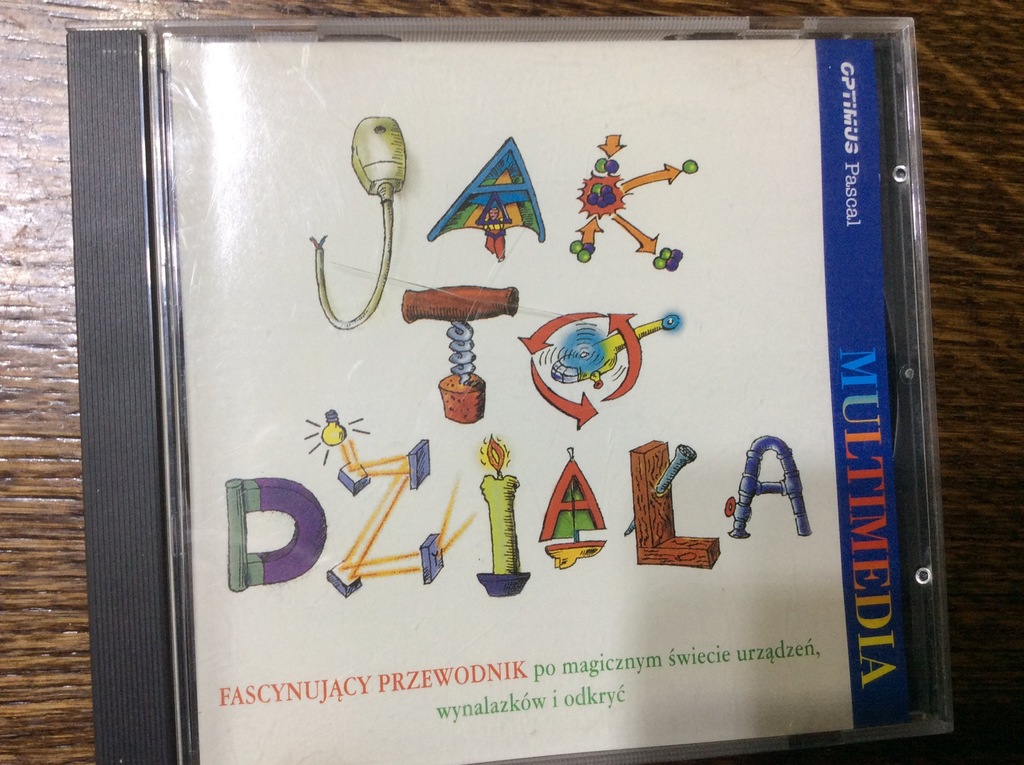 JAK
TO
DZIAŁA
FASCYNUJĄCY PRZEWODNIK po magicznym świecie urządzeń,
wynalazków i odkryć
OPTIMUS Pascal
MULTIMEDIA